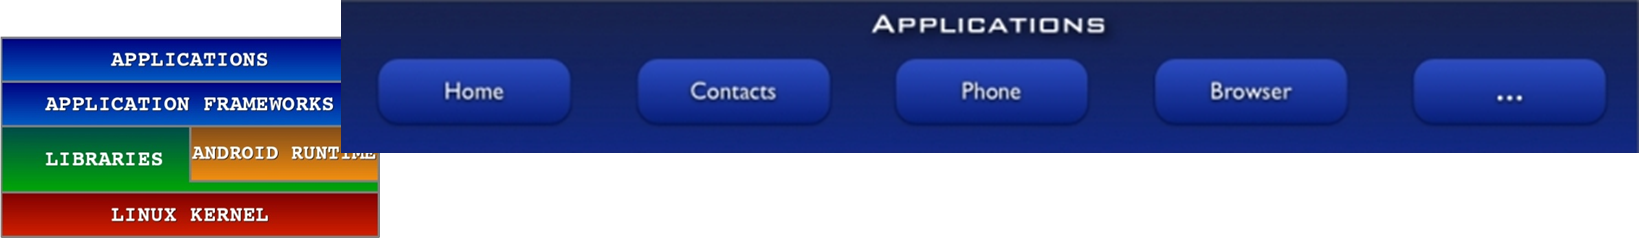 APPLICATIONS
APPLICATION FRAMEWORKS
LIBRARIES
ANDROID RUNTIME
LINUX KERNEL
APPLICATIONS
Home
Contacts
Phone
Browser
...